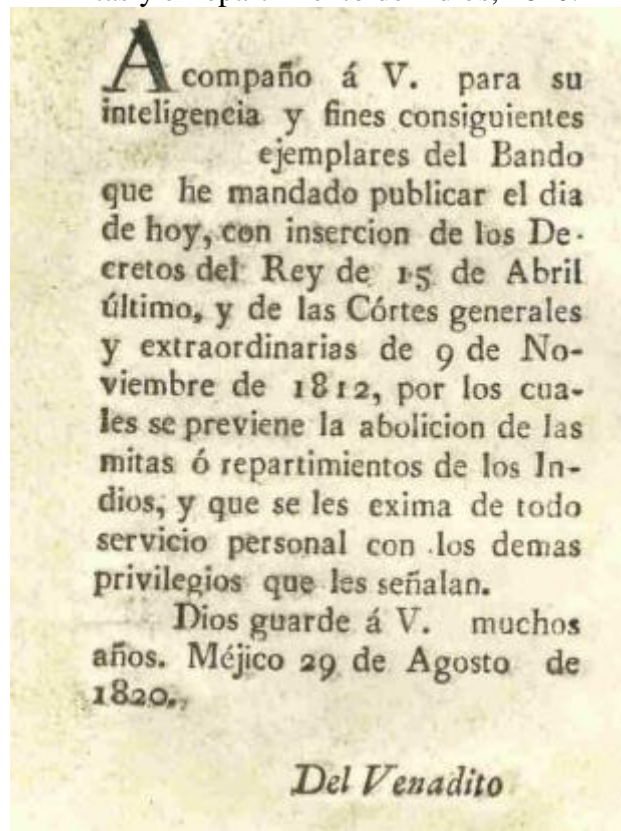 Acompaño á V. para su
inteligencia y fines consiguientes
ejemplares del Bando
que he mandado publicar el dia
de hoy, con insercion de los De-
cretos del Rey de 15 de Abril
último, y de las Córtes generales
y extraordinarias de 9 de No-
viembre de 1812, por los cua-
les se previene la abolicion de las
mitas ó repartimientos de los In-
dios, y que se les exima de todo
servicio personal con los demas
privilegios que les señalan.
Dios guarde á V. muchos
años. Méjico 29 de Agosto de
1820.
Del Venadito